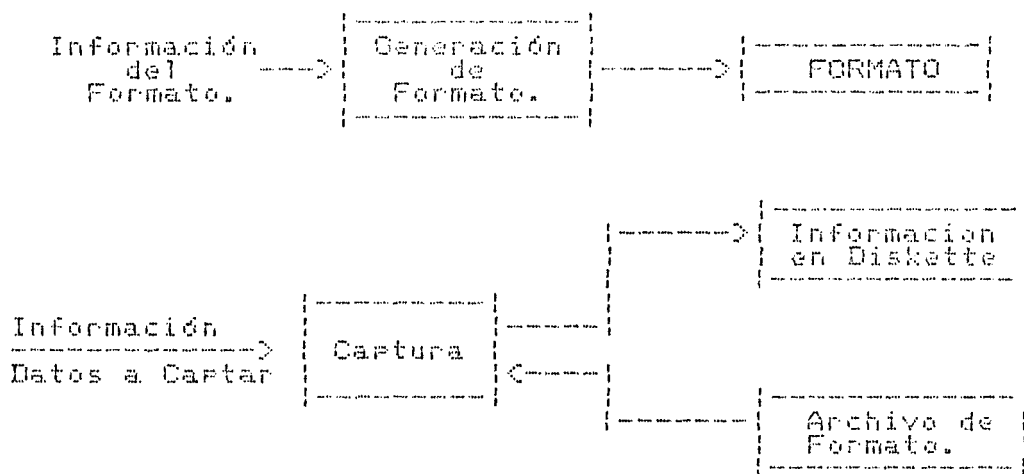 Información
del
Formato.
Generación
de
Formato.
FORMATO
Informacion
en Diskette
Información
Datos a Captar
Captura
Archivo de
Formato.